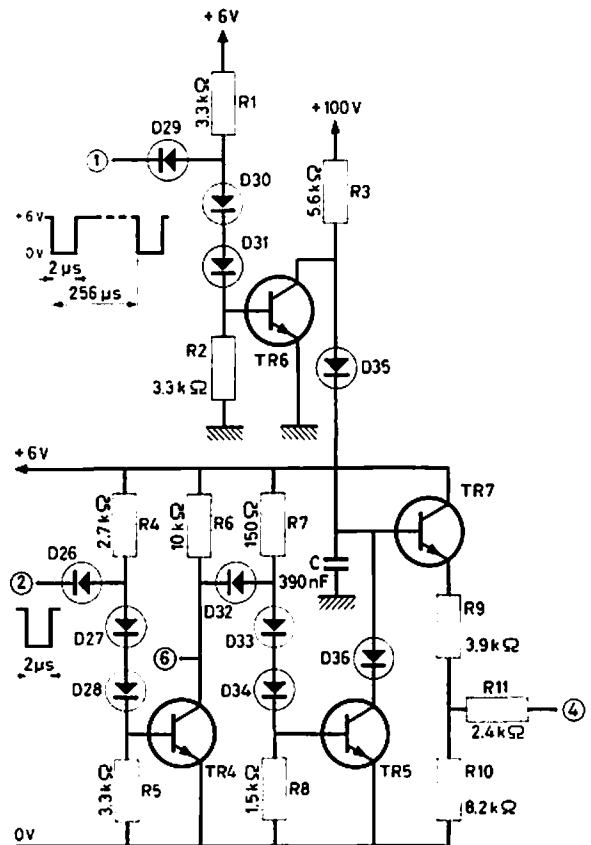 +6V
3.3kΩ
R1
+100V
D29
①
5.6kΩ
R3
D30
+6V
0V
2µs
256µs
D31
R2
3.3kΩ
TR6
D35
+6V
TR7
2.7kΩ
R4
10kΩ
R6
150Ω
R7
D26
②
C
390nF
D32
2µs
D27
⑥
D33
D36
R9
3.9kΩ
D28
D34
R11
④
2.4kΩ
TR4
TR5
3.3kΩ
R5
1.5kΩ
R8
R10
8.2kΩ
0V